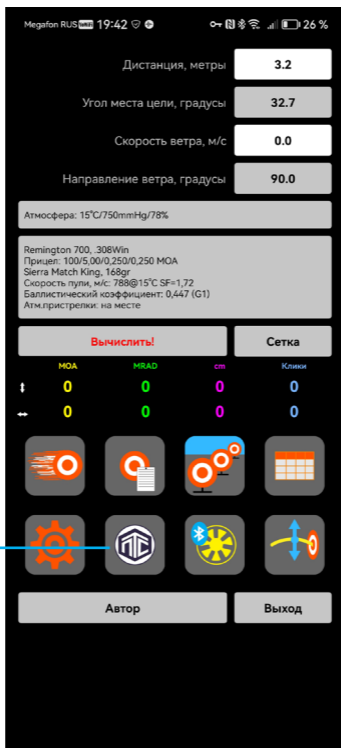 Megafon RUS 19:42 26 %
Дистанция, метры 3.2
Угол места цели, градусы 32.7
Скорость ветра, м/с 0.0
Направление ветра, градусы 90.0
Атмосфера: 15˚C/750mmHg/78%
Remington 700, .308Win
Прицел: 100/5,00/0,250/0,250 MOA
Sierra Match King, 168gr
Скорость пули, м/с: 788@15˚C SF=1,72
Баллистический коэффициент: 0,447 (G1)
Атм.пристрелки: на месте
Вычислить! Сетка
MOA MRAD cm Клики
0 0 0 0
0 0 0 0
Автор Выход